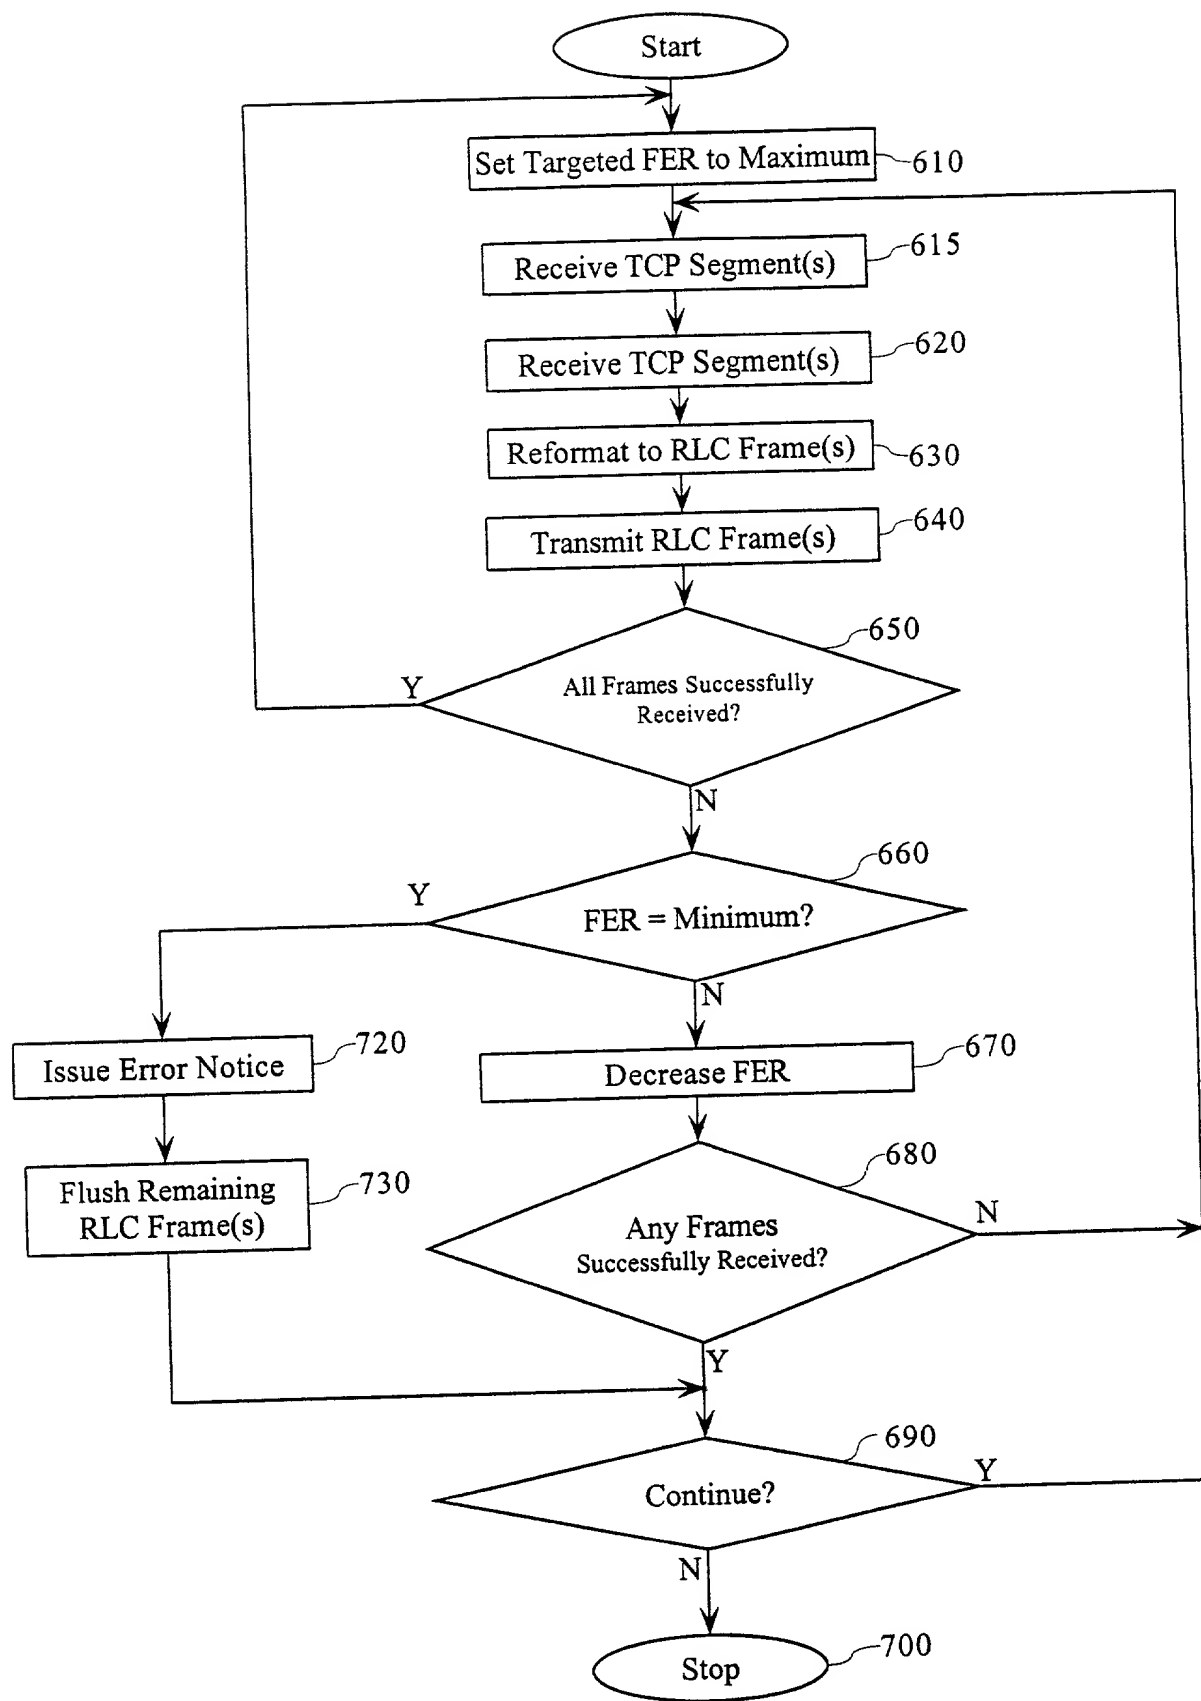 Start
Set Targeted FER to Maximum
610
Receive TCP Segment(s)
615
Receive TCP Segment(s)
620
Reformat to RLC Frame(s)
630
Transmit RLC Frame(s)
640
650
Y
All Frames Successfully
Received?
N
660
Y
FER = Minimum?
N
720
Issue Error Notice
670
Decrease FER
680
730
Flush Remaining
RLC Frame(s)
N
Any Frames
Successfully Received?
Y
690
Y
Continue?
N
700
Stop